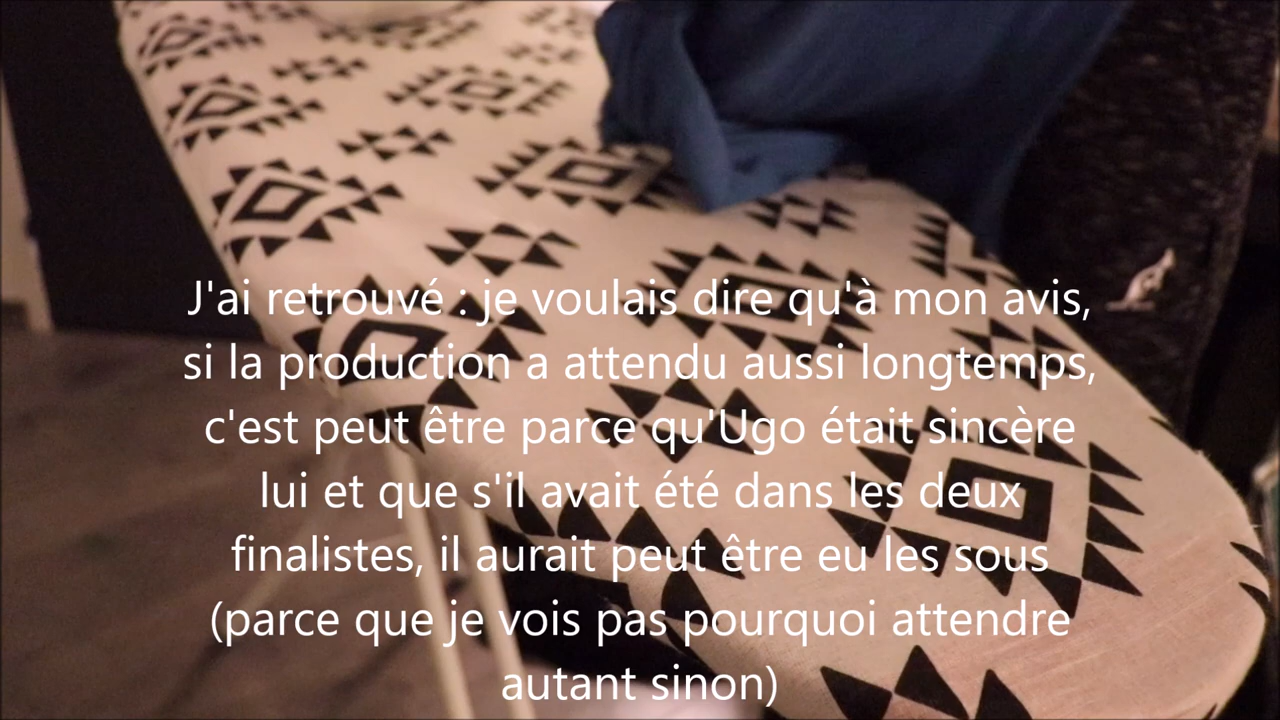 J'ai retrouvé : je voulais dire qu'à mon avis,
si la production a attendu aussi longtemps,
c'est peut être parce qu'Ugo était sincère
lui et que s'il avait été dans les deux
finalistes, il aurait peut être eu les sous
(parce que je vois pas pourquoi attendre
autant sinon)